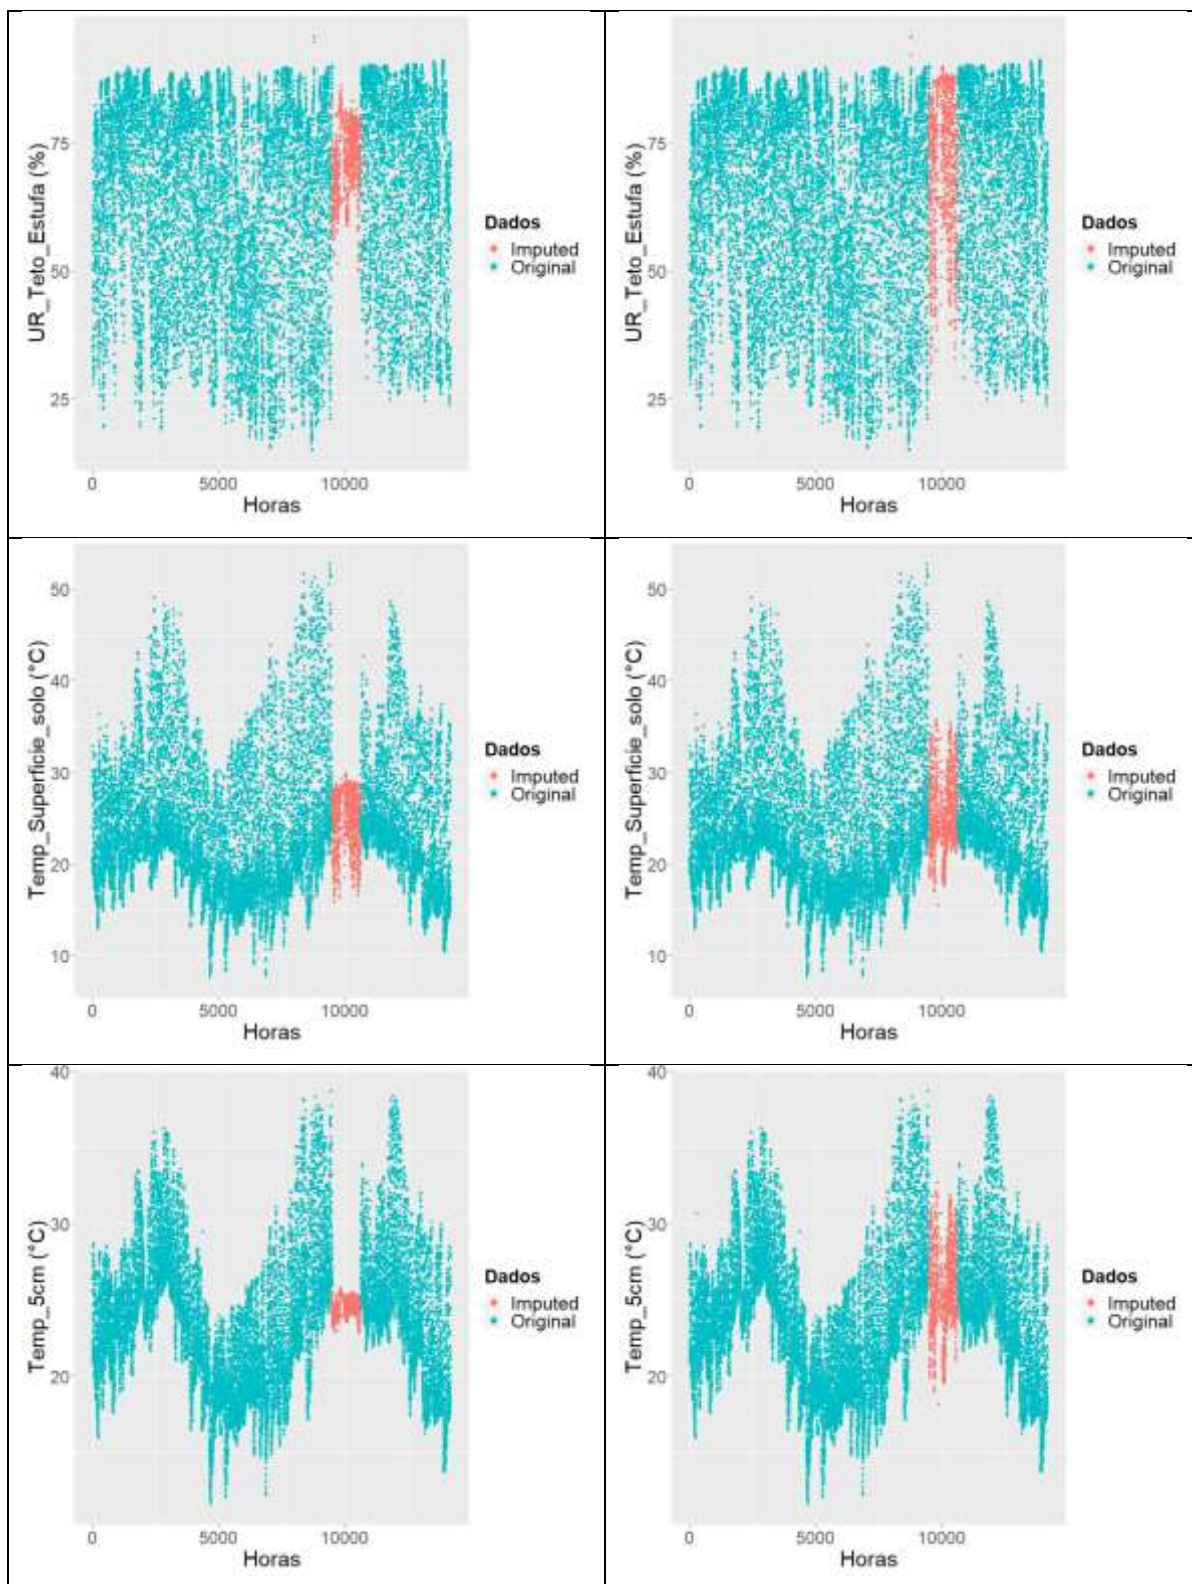 UR_Teto_Estufa (%)
75
50
25
0 5000 10000
Horas
Dados
Imputed
Original
UR_Teto_Estufa (%)
75
50
25
0 5000 10000
Horas
Dados
Imputed
Original
Temp_Superficie_solo (°C)
50
40
30
20
10
0 5000 10000
Horas
Dados
Imputed
Original
Temp_Superficie_solo (°C)
50
40
30
20
10
0 5000 10000
Horas
Dados
Imputed
Original
Temp_5cm (°C)
40
30
20
0 5000 10000
Horas
Dados
Imputed
Original
Temp_5cm (°C)
40
30
20
0 5000 10000
Horas
Dados
Imputed
Original